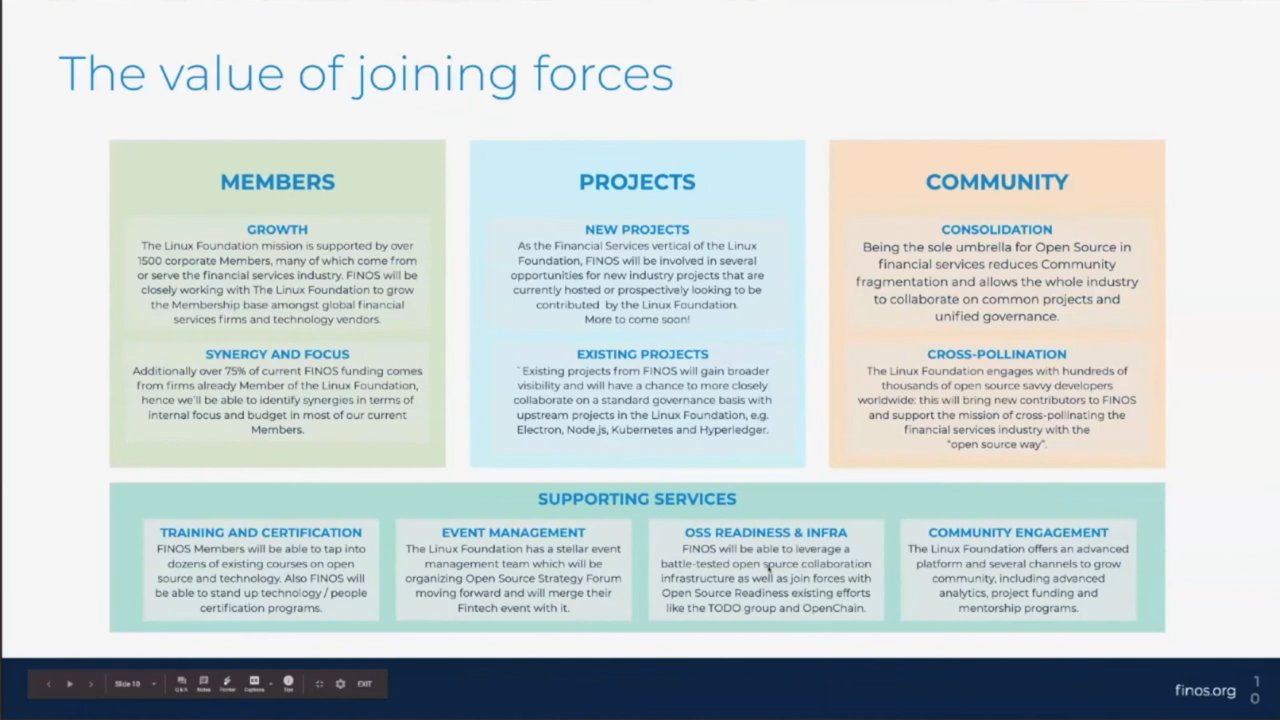 The value of joining forces
MEMBERS
GROWTH
The Linux Foundation mission is supported by over
1500 corporate Members, many of which come from
or serve the financial services industry. FINOS will be
closely working with The Linux Foundation to grow
the Membership base amongst global financial
services firms and technology vendors.
SYNERGY AND FOCUS
Additionally over 75% of current FINOS funding comes
from firms already Member of the Linux Foundation,
hence we'll be able to identify synergies in terms of
internal focus and budget in most of our current
Members.
PROJECTS
NEW PROJECTS
As the Financial Services vertical of the Linux
Foundation, FINOS will be involved in several
opportunities for new industry projects that are
currently hosted or prospectively looking to be
contributed by the Linux Foundation.
More to come soon!
EXISTING PROJECTS
`Existing projects from FINOS will gain broader
visibility and will have a chance to more closely
collaborate on a standard governance basis with
upstream projects in the Linux Foundation, e.g.
Electron, Node.js, Kubernetes and Hyperledger.
COMMUNITY
CONSOLIDATION
Being the sole umbrella for Open Source in
financial services reduces Community
fragmentation and allows the whole industry
to collaborate on common projects and
unified governance.
CROSS-POLLINATION
The Linux Foundation engages with hundreds of
thousands of open source savvy developers
worldwide: this will bring new contributors to FINOS
and support the mission of cross-pollinating the
financial services industry with the
"open source way".
SUPPORTING SERVICES
TRAINING AND CERTIFICATION
FINOS Members will be able to tap into
dozens of existing courses on open
source and technology. Also FINOS will
be able to stand up technology / people
certification programs.
EVENT MANAGEMENT
The Linux Foundation has a stellar event
management team which will be
organizing Open Source Strategy Forum
moving forward and will merge their
Fintech event with it.
OSS READINESS & INFRA
FINOS will be able to leverage a
battle-tested open source collaboration
infrastructure as well as join forces with
Open Source Readiness existing efforts
like the TODO group and OpenChain.
COMMUNITY ENGAGEMENT
The Linux Foundation offers an advanced
platform and several channels to grow
community, including advanced
analytics, project funding and
mentorship programs.
Slide 10
Q&A
Notes
Pointer
Captions
Tips
EXIT
finos.org
1
0